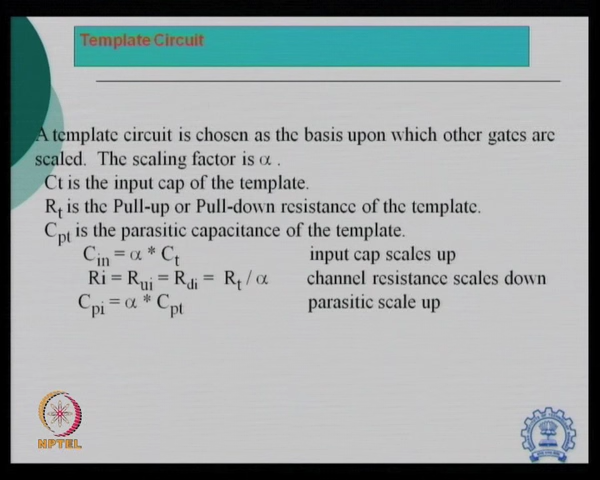 Template Circuit
A template circuit is chosen as the basis upon which other gates are
scaled. The scaling factor is α .
Ct is the input cap of the template.
Rt is the Pull-up or Pull-down resistance of the template.
Cpt is the parasitic capacitance of the template.
Cin = α * Ct input cap scales up
Ri = Rui = Rdi = Rt / α channel resistance scales down
Cpi = α * Cpt parasitic scale up
NPTEL